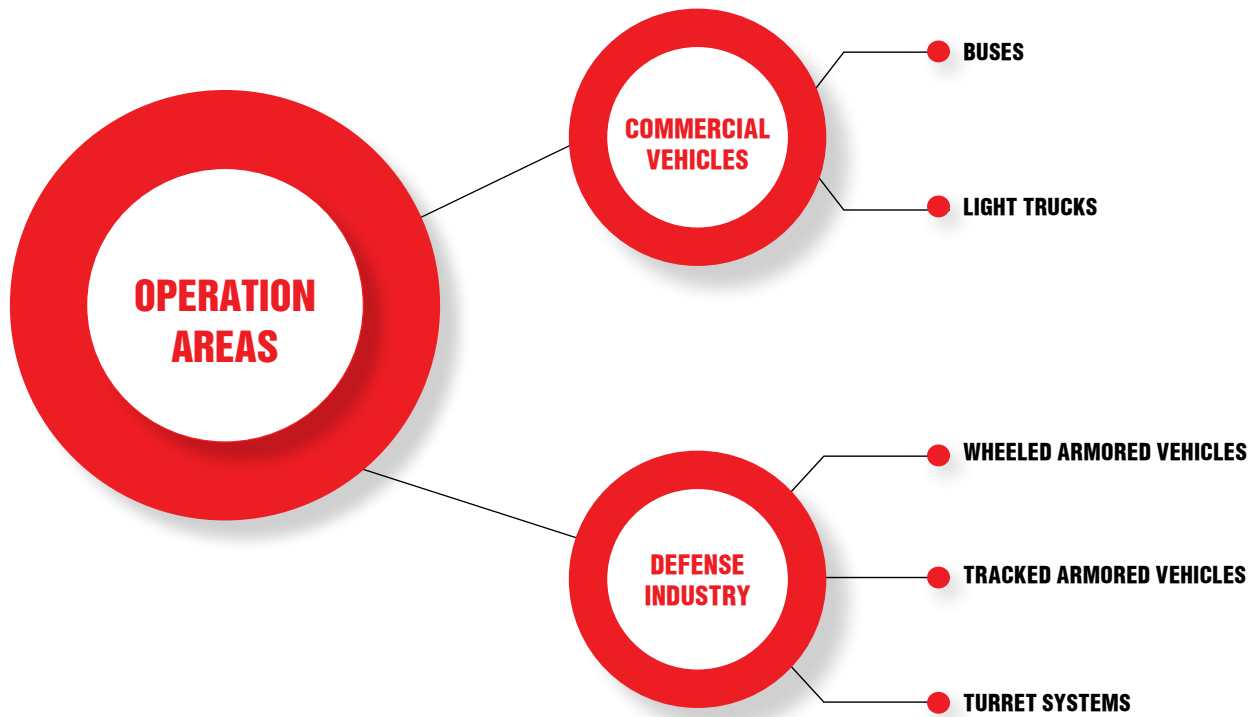 OPERATION
AREAS
COMMERCIAL
VEHICLES
BUSES
LIGHT TRUCKS
DEFENSE
INDUSTRY
WHEELED ARMORED VEHICLES
TRACKED ARMORED VEHICLES
TURRET SYSTEMS